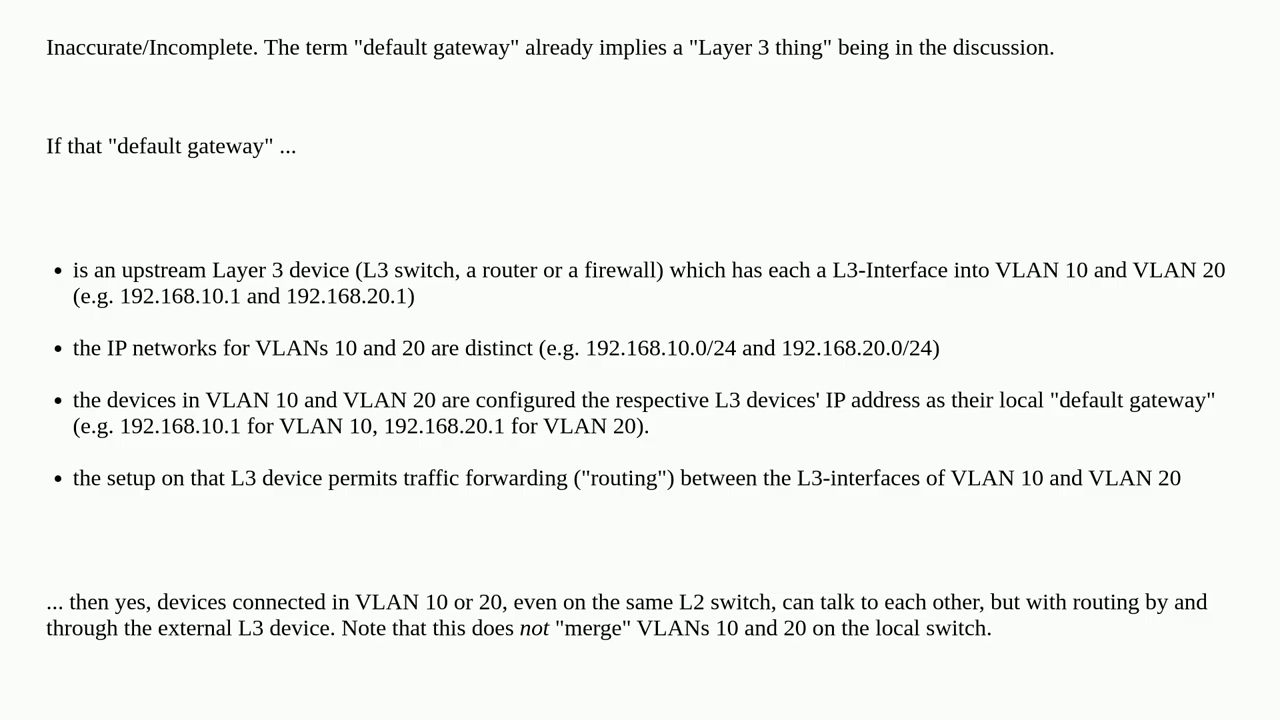 Inaccurate/Incomplete. The term "default gateway" already implies a "Layer 3 thing" being in the discussion.
If that "default gateway" ...
• is an upstream Layer 3 device (L3 switch, a router or a firewall) which has each a L3-Interface into VLAN 10 and VLAN 20
(e.g. 192.168.10.1 and 192.168.20.1)
• the IP networks for VLANs 10 and 20 are distinct (e.g. 192.168.10.0/24 and 192.168.20.0/24)
• the devices in VLAN 10 and VLAN 20 are configured the respective L3 devices' IP address as their local "default gateway"
(e.g. 192.168.10.1 for VLAN 10, 192.168.20.1 for VLAN 20).
• the setup on that L3 device permits traffic forwarding ("routing") between the L3-interfaces of VLAN 10 and VLAN 20
... then yes, devices connected in VLAN 10 or 20, even on the same L2 switch, can talk to each other, but with routing by and
through the external L3 device. Note that this does not "merge" VLANs 10 and 20 on the local switch.